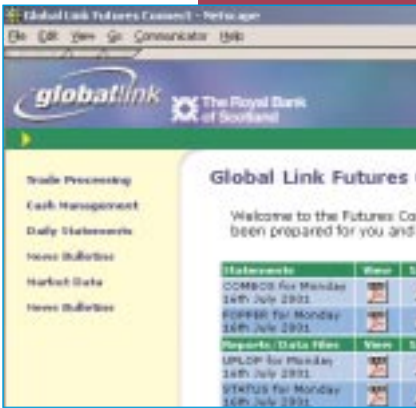 Global Link Futures Connect - Netscape
File Edit View Go Communicator Help
globallink
The Royal Bank
of Scotland
Trade Processing
Cash Management
Daily Statements
News Bulletins
Market Data
News Bulletins
Global Link Futures
Welcome to the Futures Co
been prepared for you and
Statements View
COMBOS for Monday
16th July 2001
for Monday
16th July 2001
Reports/Data Files View
UPLOP for Monday
16th July 2001
STATUS for Monday
16th July 2001